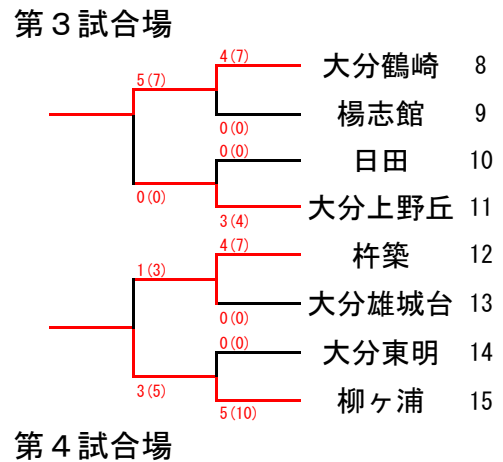 第３試合場
4(7)
大分鶴崎 8
5(7)
楊志館 9
0(0)
0(0)
日田 10
0(0)
大分上野丘 11
3(4)
4(7)
杵築 12
1(3)
大分雄城台 13
0(0)
0(0)
大分東明 14
3(5)
柳ヶ浦 15
5(10)
第４試合場